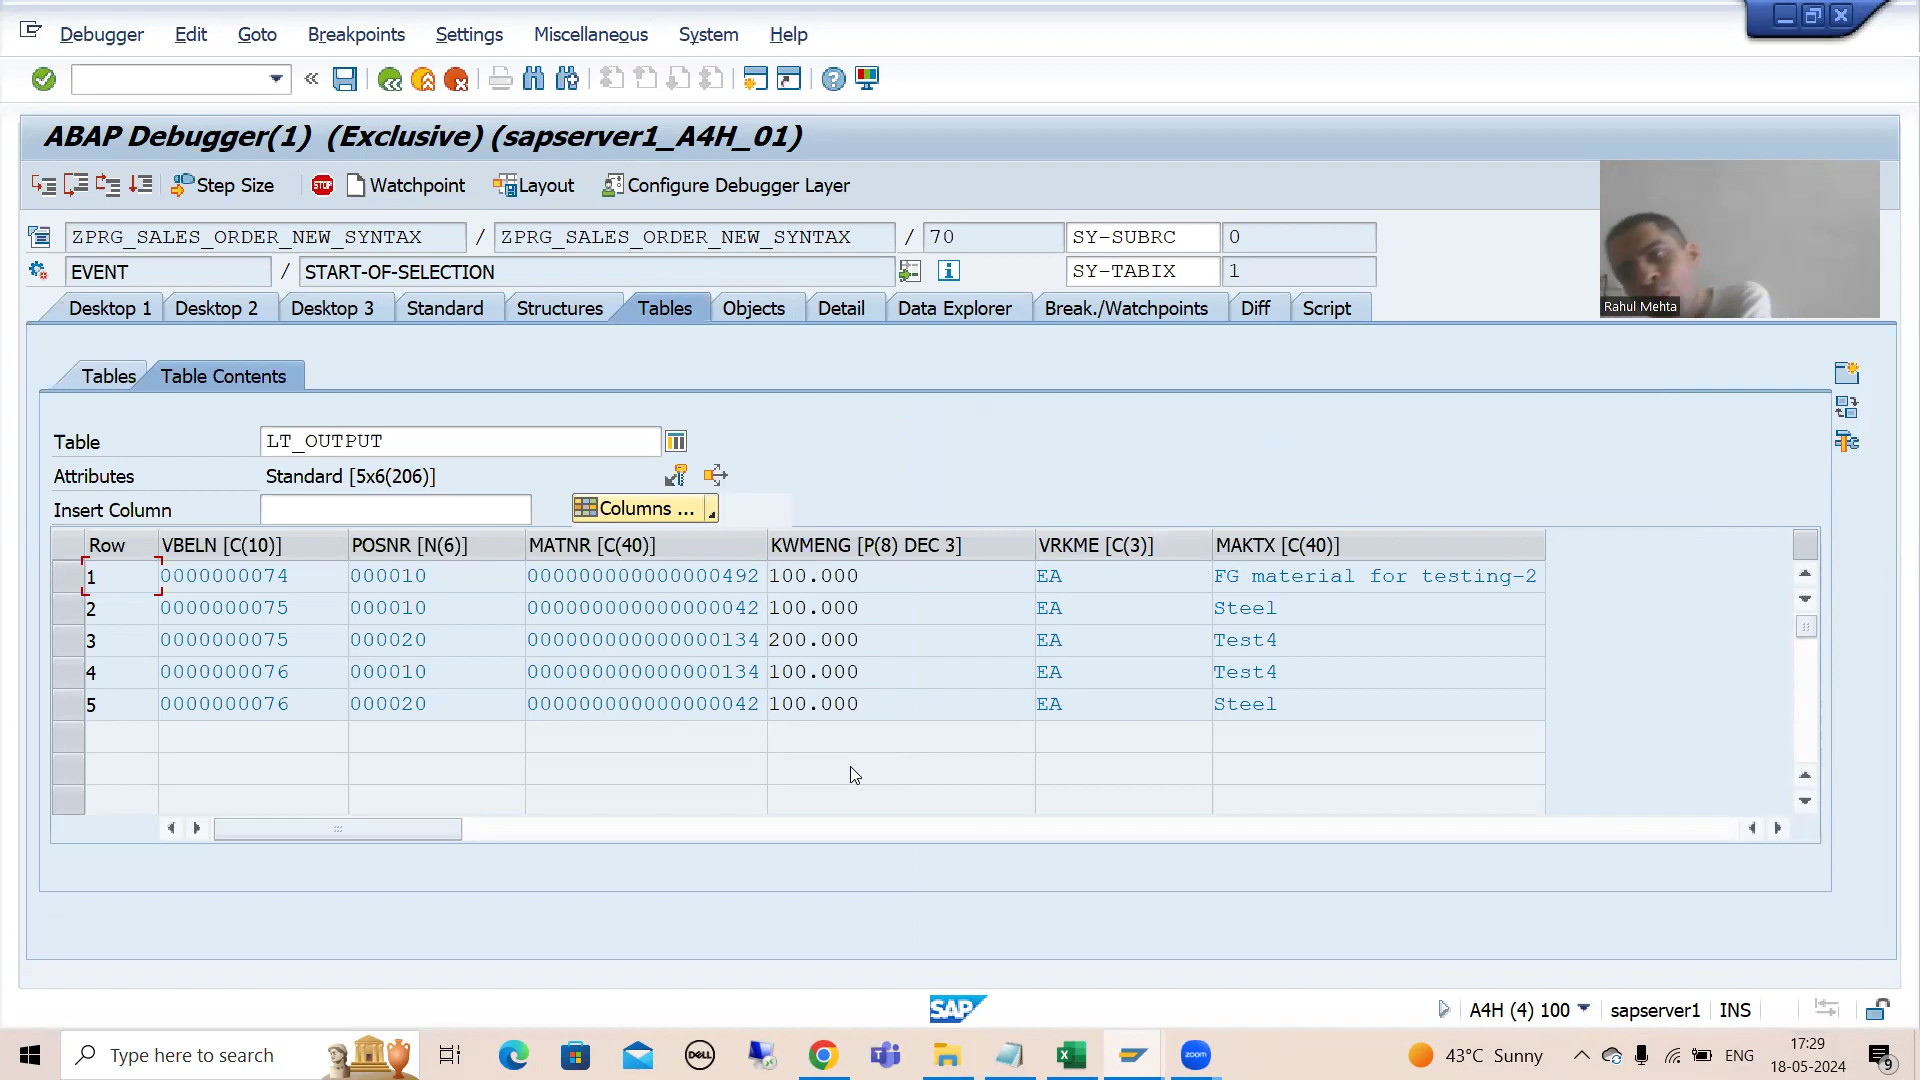 Debugger Edit Goto Breakpoints Settings Miscellaneous System Help
ABAP Debugger(1) (Exclusive) (sapserver1_A4H_01)
Step Size STOP Watchpoint Layout Configure Debugger Layer
ZPRG_SALES_ORDER_NEW_SYNTAX / ZPRG_SALES_ORDER_NEW_SYNTAX / 70 SY-SUBRC 0
EVENT / START-OF-SELECTION SY-TABIX 1
Rahul Mehta
Desktop 1 Desktop 2 Desktop 3 Standard Structures Tables Objects Detail Data Explorer Break./Watchpoints Diff Script
Tables Table Contents
Table LT_OUTPUT
Attributes Standard [5x6(206)]
Insert Column Columns ...
Row VBELN [C(10)] POSNR [N(6)] MATNR [C(40)] KWMENG [P(8) DEC 3] VRKME [C(3)] MAKTX [C(40)]
1 0000000074 000010 000000000000000492 100.000 EA FG material for testing-2
2 0000000075 000010 000000000000000042 100.000 EA Steel
3 0000000075 000020 000000000000000134 200.000 EA Test4
4 0000000076 000010 000000000000000134 100.000 EA Test4
5 0000000076 000020 000000000000000042 100.000 EA Steel
SAP A4H (4) 100 sapserver1 INS
Type here to search DELL zoom 43°C Sunny ENG 17:29
18-05-2024 9